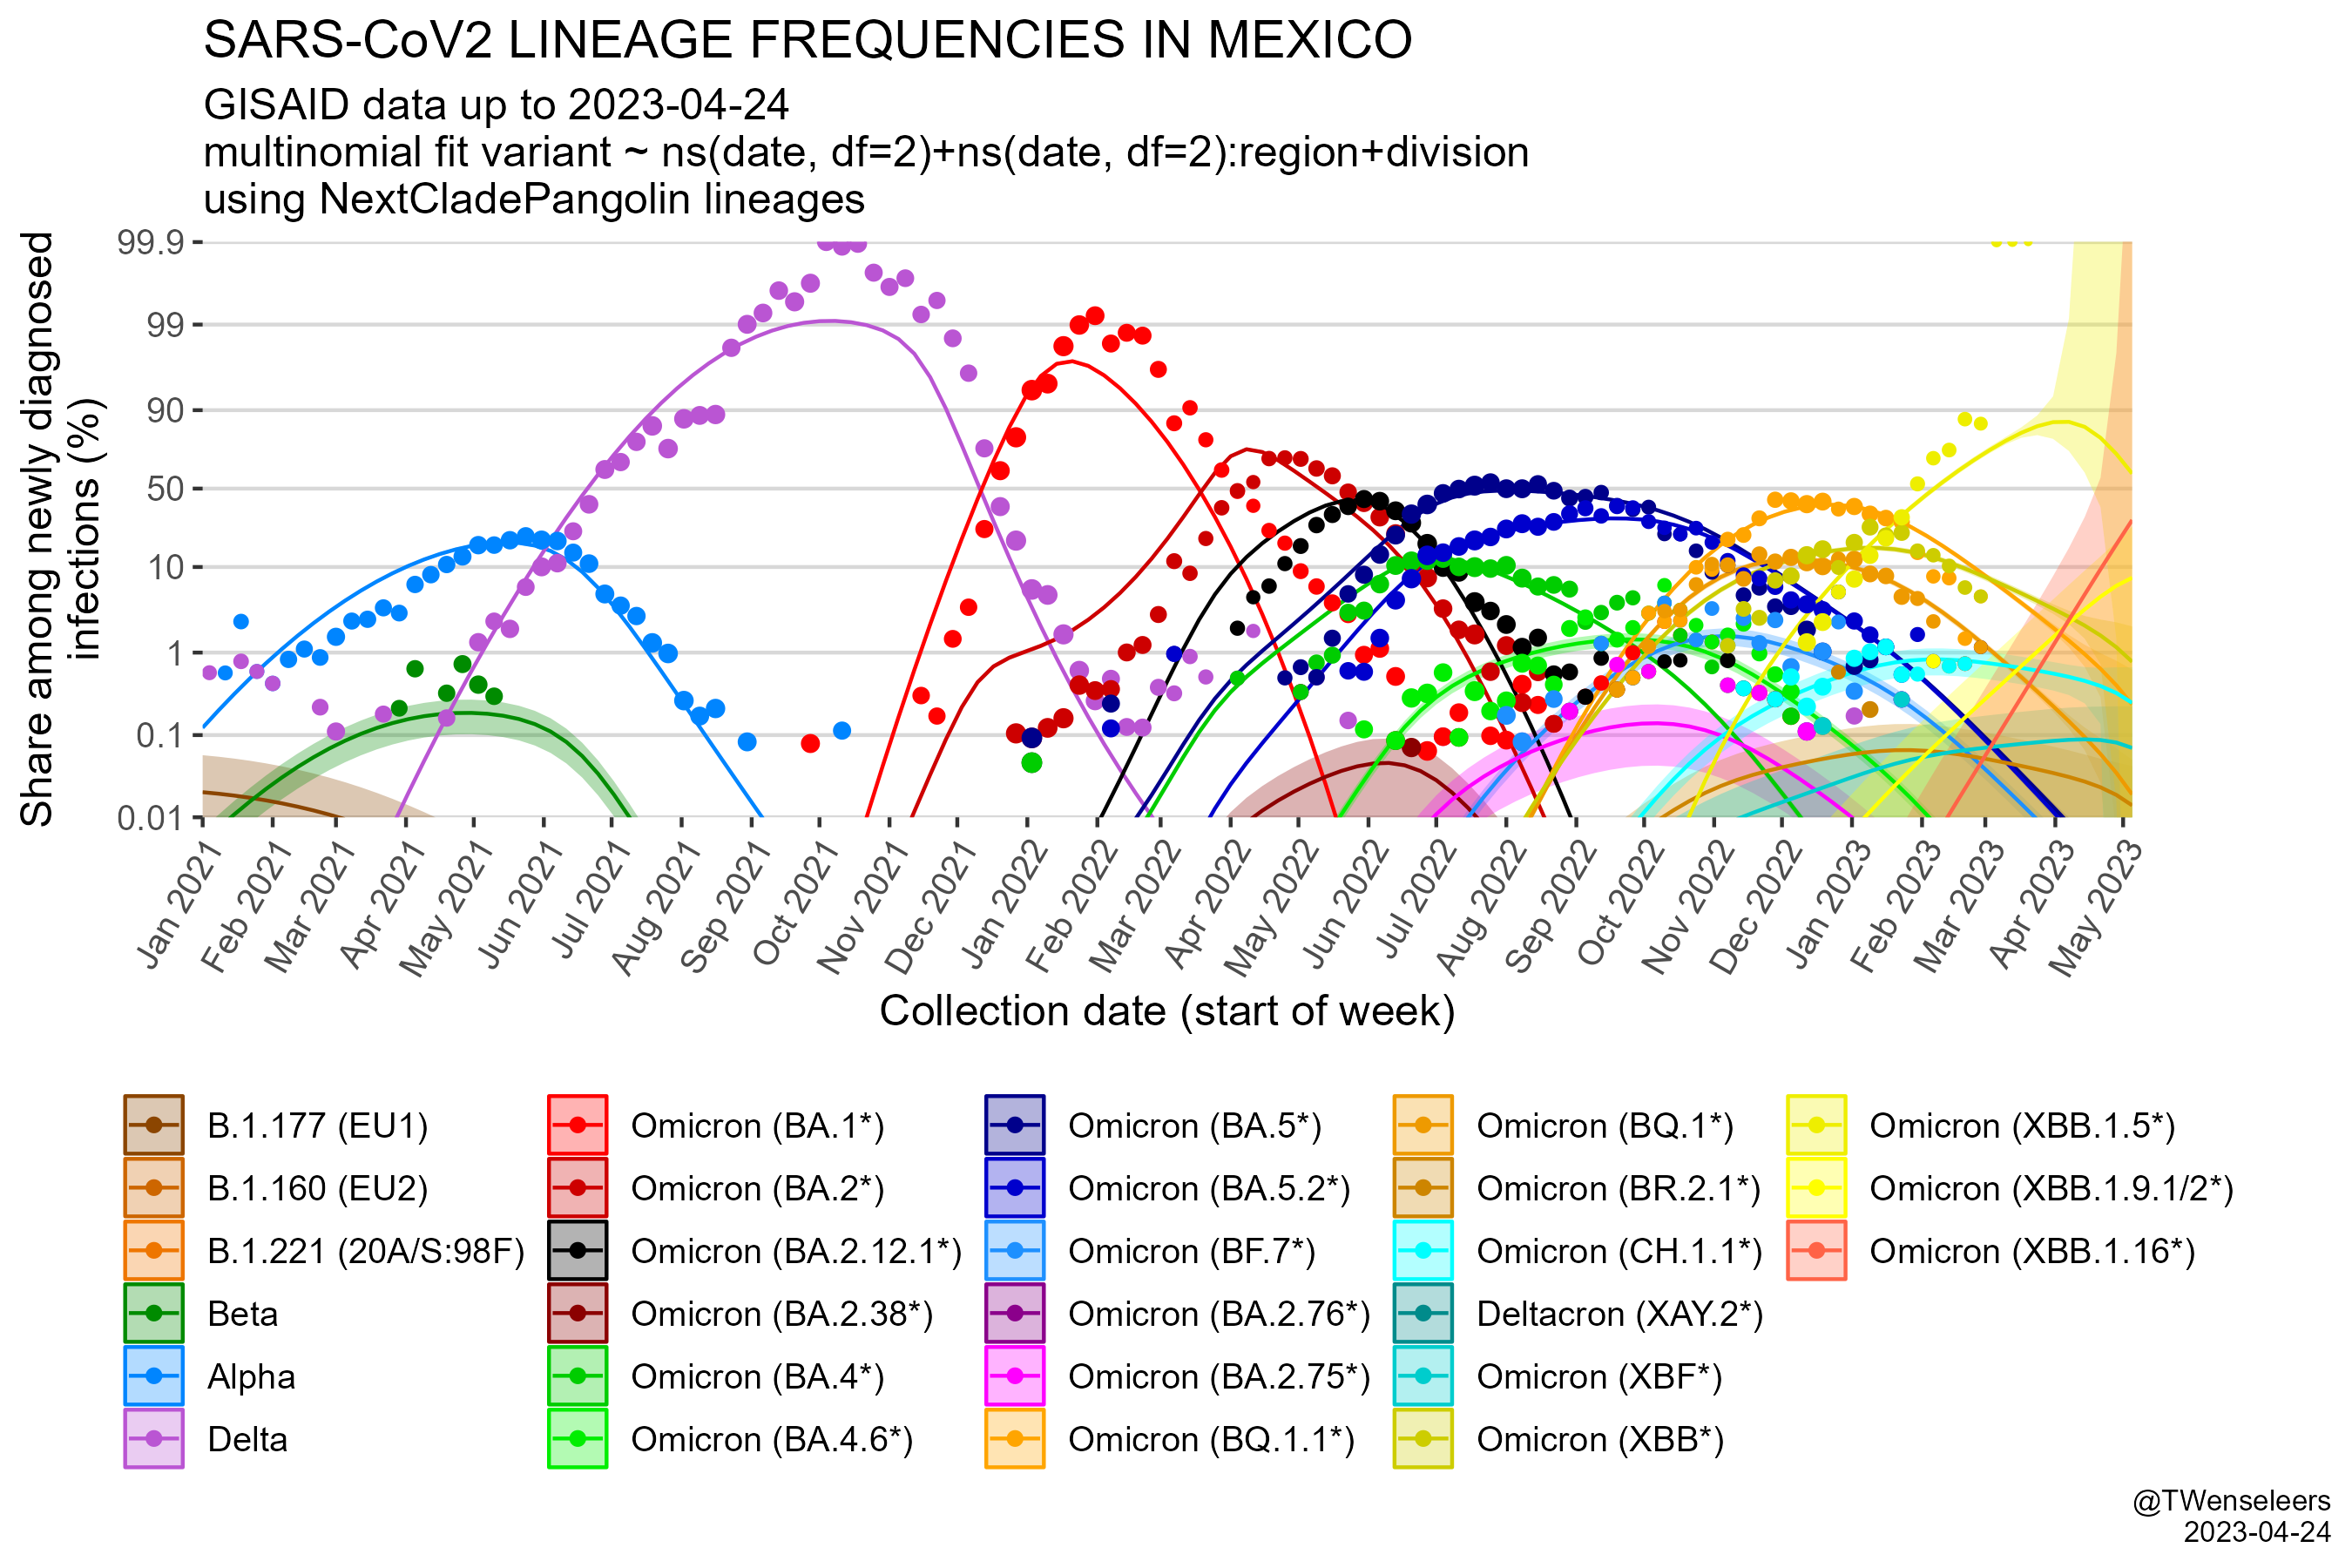 SARS-CoV2 LINEAGE FREQUENCIES IN MEXICO
GISAID data up to 2023-04-24
multinomial fit variant ~ ns(date, df=2)+ns(date, df=2):region+division
using NextCladePangolin lineages
Share among newly diagnosed
infections (%)
99.9
99
90
50
10
1
0.1
0.01
Jan 2021
Feb 2021
Mar 2021
Apr 2021
May 2021
Jun 2021
Jul 2021
Aug 2021
Sep 2021
Oct 2021
Nov 2021
Dec 2021
Jan 2022
Feb 2022
Mar 2022
Apr 2022
May 2022
Jun 2022
Jul 2022
Aug 2022
Sep 2022
Oct 2022
Nov 2022
Dec 2022
Jan 2023
Feb 2023
Mar 2023
Apr 2023
May 2023
Collection date (start of week)
B.1.177 (EU1)
B.1.160 (EU2)
B.1.221 (20A/S:98F)
Beta
Alpha
Delta
Omicron (BA.1*)
Omicron (BA.2*)
Omicron (BA.2.12.1*)
Omicron (BA.2.38*)
Omicron (BA.4*)
Omicron (BA.4.6*)
Omicron (BA.5*)
Omicron (BA.5.2*)
Omicron (BF.7*)
Omicron (BA.2.76*)
Omicron (BA.2.75*)
Omicron (BQ.1.1*)
Omicron (BQ.1*)
Omicron (BR.2.1*)
Omicron (CH.1.1*)
Deltacron (XAY.2*)
Omicron (XBF*)
Omicron (XBB*)
Omicron (XBB.1.5*)
Omicron (XBB.1.9.1/2*)
Omicron (XBB.1.16*)
@TWenseleers
2023-04-24